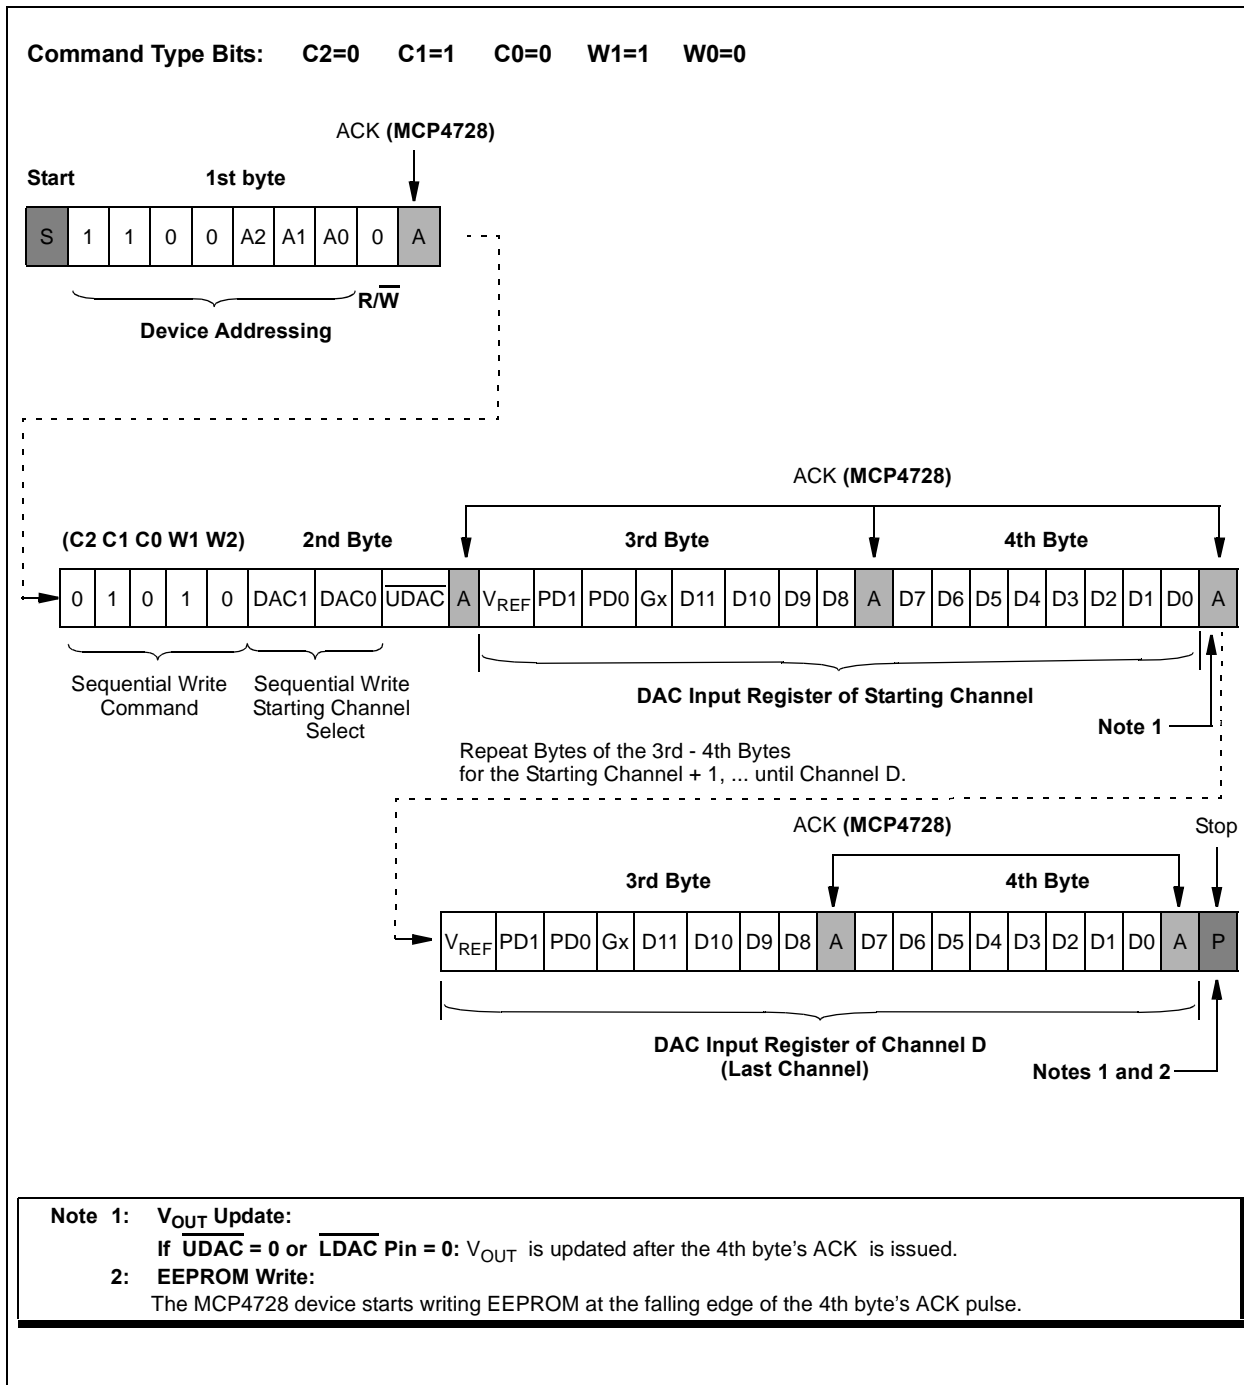 Command Type Bits: C2=0 C1=1 C0=0 W1=1 W0=0
ACK (MCP4728)
Start 1st byte
S 1 1 0 0 A2 A1 A0 0 A
R/W̅
Device Addressing
ACK (MCP4728)
(C2 C1 C0 W1 W2) 2nd Byte 3rd Byte 4th Byte
0 1 0 1 0 DAC1 DAC0 U̅D̅A̅C̅ A VREF PD1 PD0 Gx D11 D10 D9 D8 A D7 D6 D5 D4 D3 D2 D1 D0 A
Sequential Write
Command
Sequential Write
Starting Channel
Select
DAC Input Register of Starting Channel
Note 1
Repeat Bytes of the 3rd - 4th Bytes
for the Starting Channel + 1, ... until Channel D.
ACK (MCP4728) Stop
3rd Byte 4th Byte
VREF PD1 PD0 Gx D11 D10 D9 D8 A D7 D6 D5 D4 D3 D2 D1 D0 A P
DAC Input Register of Channel D
(Last Channel)
Notes 1 and 2
Note 1: VOUT Update:
If U̅D̅A̅C̅ = 0 or L̅D̅A̅C̅ Pin = 0: VOUT is updated after the 4th byte's ACK is issued.
2: EEPROM Write:
The MCP4728 device starts writing EEPROM at the falling edge of the 4th byte's ACK pulse.